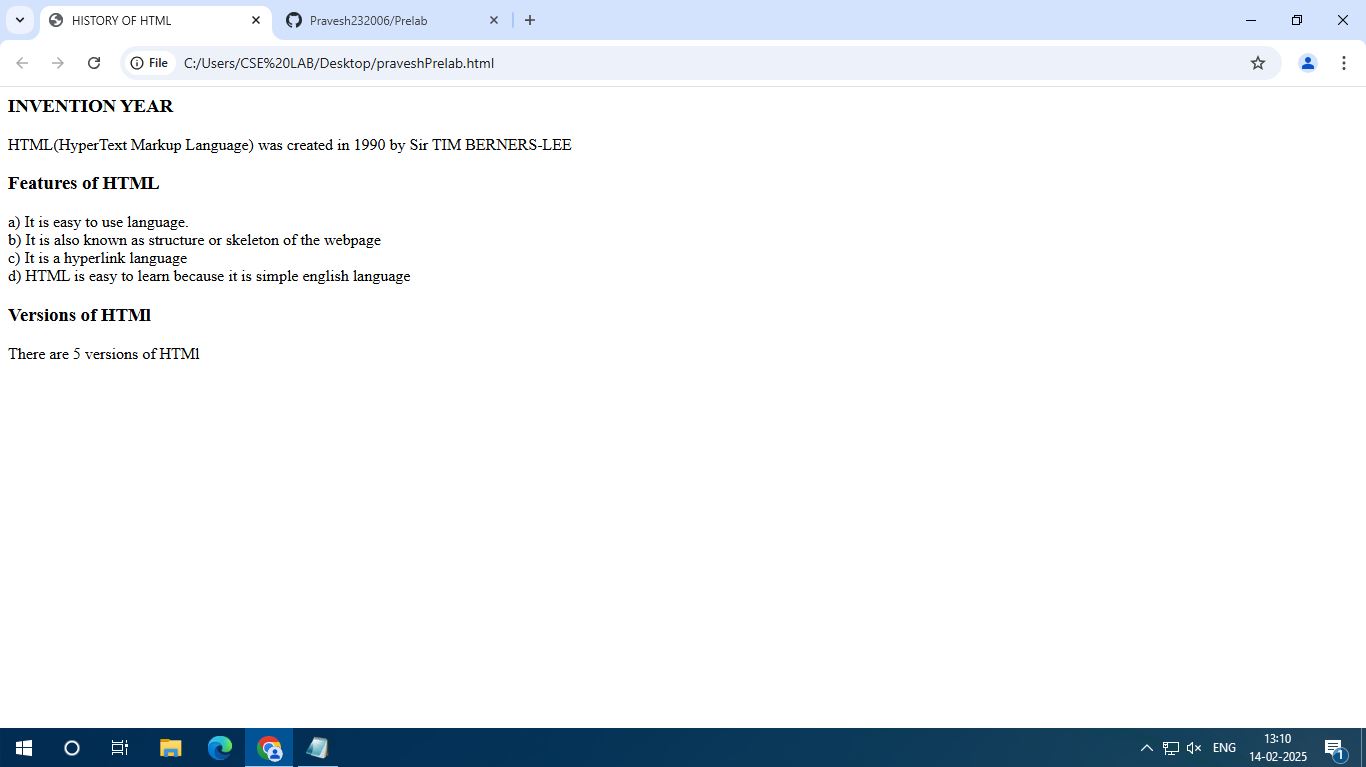 HISTORY OF HTML
Pravesh232006/Prelab
File
C:/Users/CSE%20LAB/Desktop/praveshPrelab.html
INVENTION YEAR
HTML(HyperText Markup Language) was created in 1990 by Sir TIM BERNERS-LEE
Features of HTML
a) It is easy to use language.
b) It is also known as structure or skeleton of the webpage
c) It is a hyperlink language
d) HTML is easy to learn because it is simple english language
Versions of HTMl
There are 5 versions of HTMl
ENG
13:10
14-02-2025
1